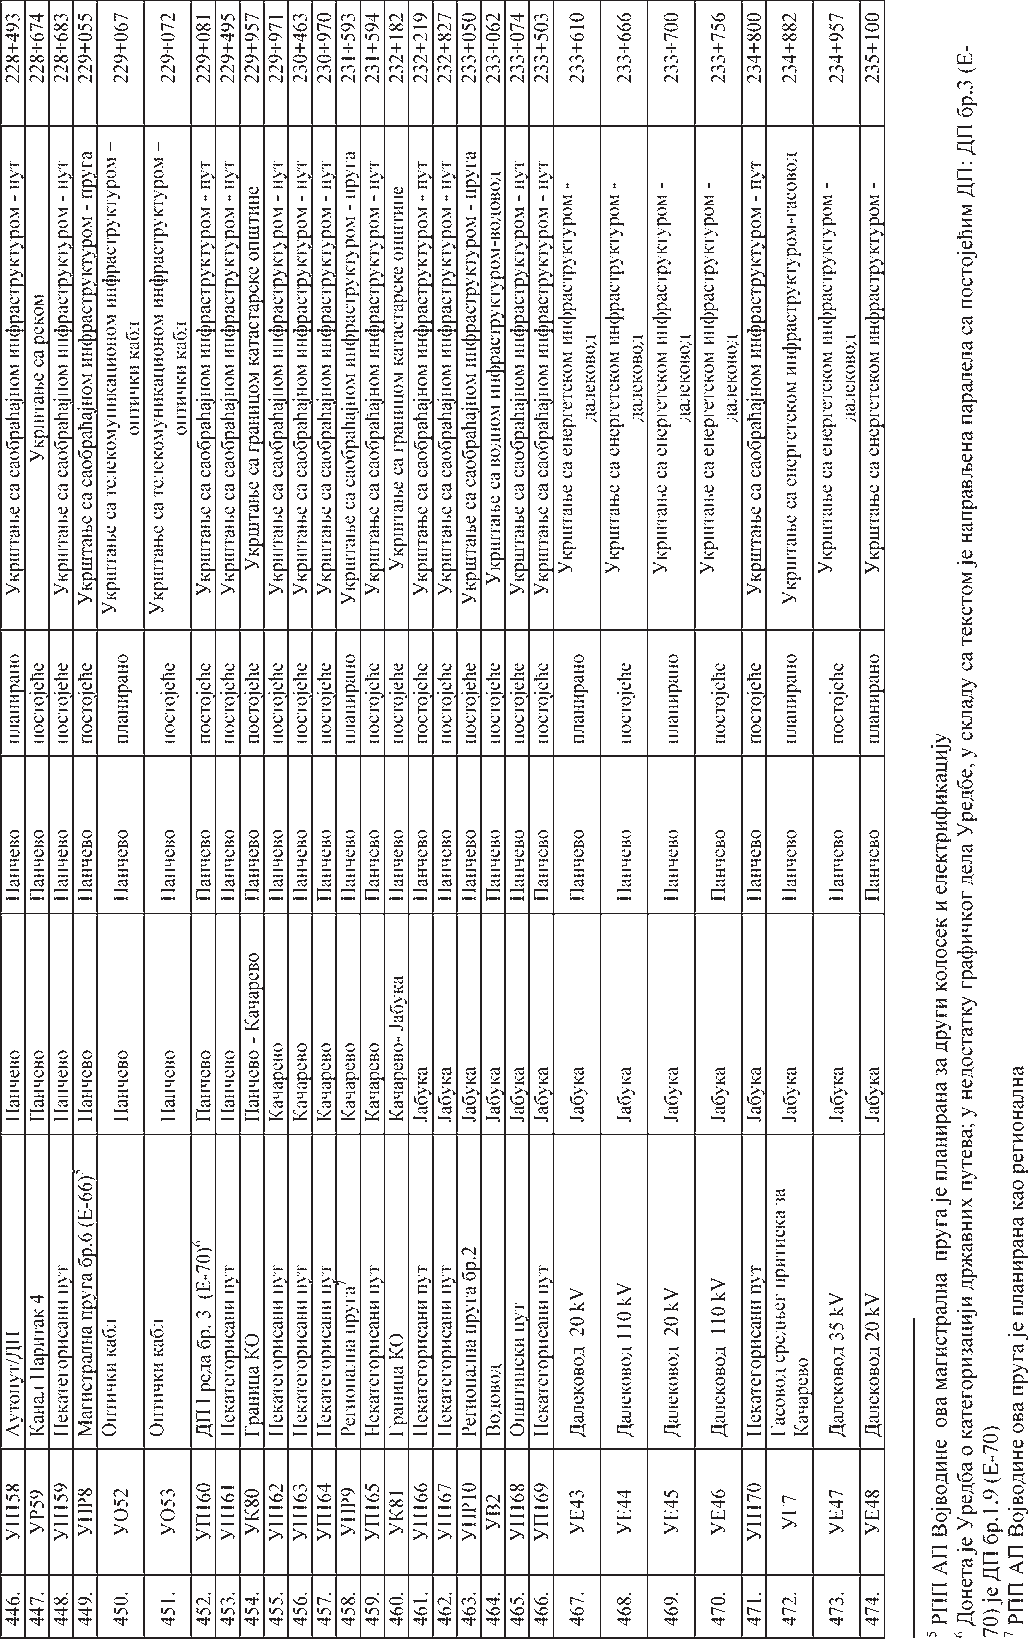 446. УПП58 Аутопут/ДП Панчево Панчево планирано Укрштање са саобраћајном инфраструктуром - пут 228+493
447. УР59 Канал Паритак 4 Панчево Панчево постојеће Укрштање са реком 228+674
448. УПП59 Некатегорисани пут Панчево Панчево постојеће Укрштање са саобраћајном инфраструктуром - пут 228+683
449. УПР8 Магистрална пруга бр.6 (Е-66)⁵ Панчево Панчево постојеће Укрштање са саобраћајном инфраструктуром - пруга 229+055
450. УО52 Оптички кабл Панчево Панчево планирано Укрштање са телекомуникационом инфраструктуром –
оптички кабл 229+067
451. УО53 Оптички кабл Панчево Панчево постојеће Укрштање са телекомуникационом инфраструктуром –
оптички кабл 229+072
452. УПП60 ДП I реда бр. 3 (Е-70)⁶ Панчево Панчево постојеће Укрштање са саобраћајном инфраструктуром - пут 229+081
453. УПП61 Некатегорисани пут Панчево Панчево постојеће Укрштање са саобраћајном инфраструктуром - пут 229+495
454. УК80 Граница КО Панчево - Качарево Панчево постојеће Укрштање са границом катастарске општине 229+957
455. УПП62 Некатегорисани пут Качарево Панчево постојеће Укрштање са саобраћајном инфраструктуром - пут 229+971
456. УПП63 Некатегорисани пут Качарево Панчево постојеће Укрштање са саобраћајном инфраструктуром - пут 230+463
457. УПП64 Некатегорисани пут Качарево Панчево постојеће Укрштање са саобраћајном инфраструктуром - пут 230+970
458. УПР9 Регионална пруга⁷ Качарево Панчево планирано Укрштање са саобраћајном инфраструктуром - пруга 231+593
459. УПП65 Некатегорисани пут Качарево Панчево постојеће Укрштање са саобраћајном инфраструктуром - пут 231+594
460. УК81 Граница КО Качарево- Јабука Панчево постојеће Укрштање са границом катастарске општине 232+182
461. УПП66 Некатегорисани пут Јабука Панчево постојеће Укрштање са саобраћајном инфраструктуром - пут 232+219
462. УПП67 Некатегорисани пут Јабука Панчево постојеће Укрштање са саобраћајном инфраструктуром - пут 232+827
463. УПР10 Регионална пруга бр.2 Јабука Панчево постојеће Укрштање са саобраћајном инфраструктуром - пруга 233+050
464. УВ2 Водовод Јабука Панчево постојеће Укрштање са водном инфраструктуром-водовод 233+062
465. УПП68 Општински пут Јабука Панчево постојеће Укрштање са саобраћајном инфраструктуром - пут 233+074
466. УПП69 Некатегорисани пут Јабука Панчево постојеће Укрштање са саобраћајном инфраструктуром - пут 233+503
467. УЕ43 Далековод 20 kV Јабука Панчево планирано Укрштање са енергетском инфраструктуром -
далековод 233+610
468. УЕ44 Далековод 110 kV Јабука Панчево постојеће Укрштање са енергетском инфраструктуром -
далековод 233+666
469. УЕ45 Далековод 20 kV Јабука Панчево планирано Укрштање са енергетском инфраструктуром -
далековод 233+700
470. УЕ46 Далековод 110 kV Јабука Панчево постојеће Укрштање са енергетском инфраструктуром -
далековод 233+756
471. УПП70 Некатегорисани пут Јабука Панчево постојеће Укрштање са саобраћајном инфраструктуром - пут 234+800
472. УГ7 Гасовод средњег притиска за
Качарево Јабука Панчево планирано Укрштање са енергетском инфраструктуром-гасовод 234+882
473. УЕ47 Далековод 35 kV Јабука Панчево постојеће Укрштање са енергетском инфраструктуром -
далековод 234+957
474. УЕ48 Далековод 20 kV Јабука Панчево планирано Укрштање са енергетском инфраструктуром - 235+100
⁵ РПП АП Војводине ова магистрална пруга је планирана за други колосек и електрификацију
⁶ Донета је Уредба о категоризацији државних путева; у недостатку графичког дела Уредбе, у складу са текстом је направљена паралела са постојећим ДП: ДП бр.3 (Е-
70) је ДП бр.1.9 (Е-70)
⁷ РПП АП Војводине ова пруга је планирана као регионална